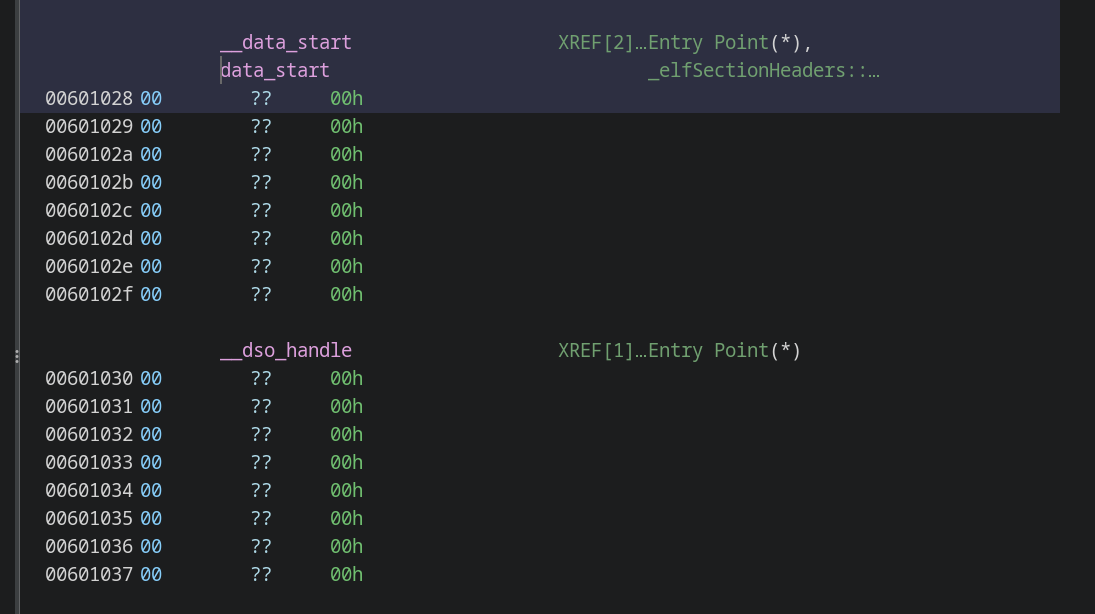 __data_start XREF[2]…Entry Point(*),
data_start _elfSectionHeaders::…
00601028 00 ?? 00h
00601029 00 ?? 00h
0060102a 00 ?? 00h
0060102b 00 ?? 00h
0060102c 00 ?? 00h
0060102d 00 ?? 00h
0060102e 00 ?? 00h
0060102f 00 ?? 00h
__dso_handle XREF[1]…Entry Point(*)
00601030 00 ?? 00h
00601031 00 ?? 00h
00601032 00 ?? 00h
00601033 00 ?? 00h
00601034 00 ?? 00h
00601035 00 ?? 00h
00601036 00 ?? 00h
00601037 00 ?? 00h